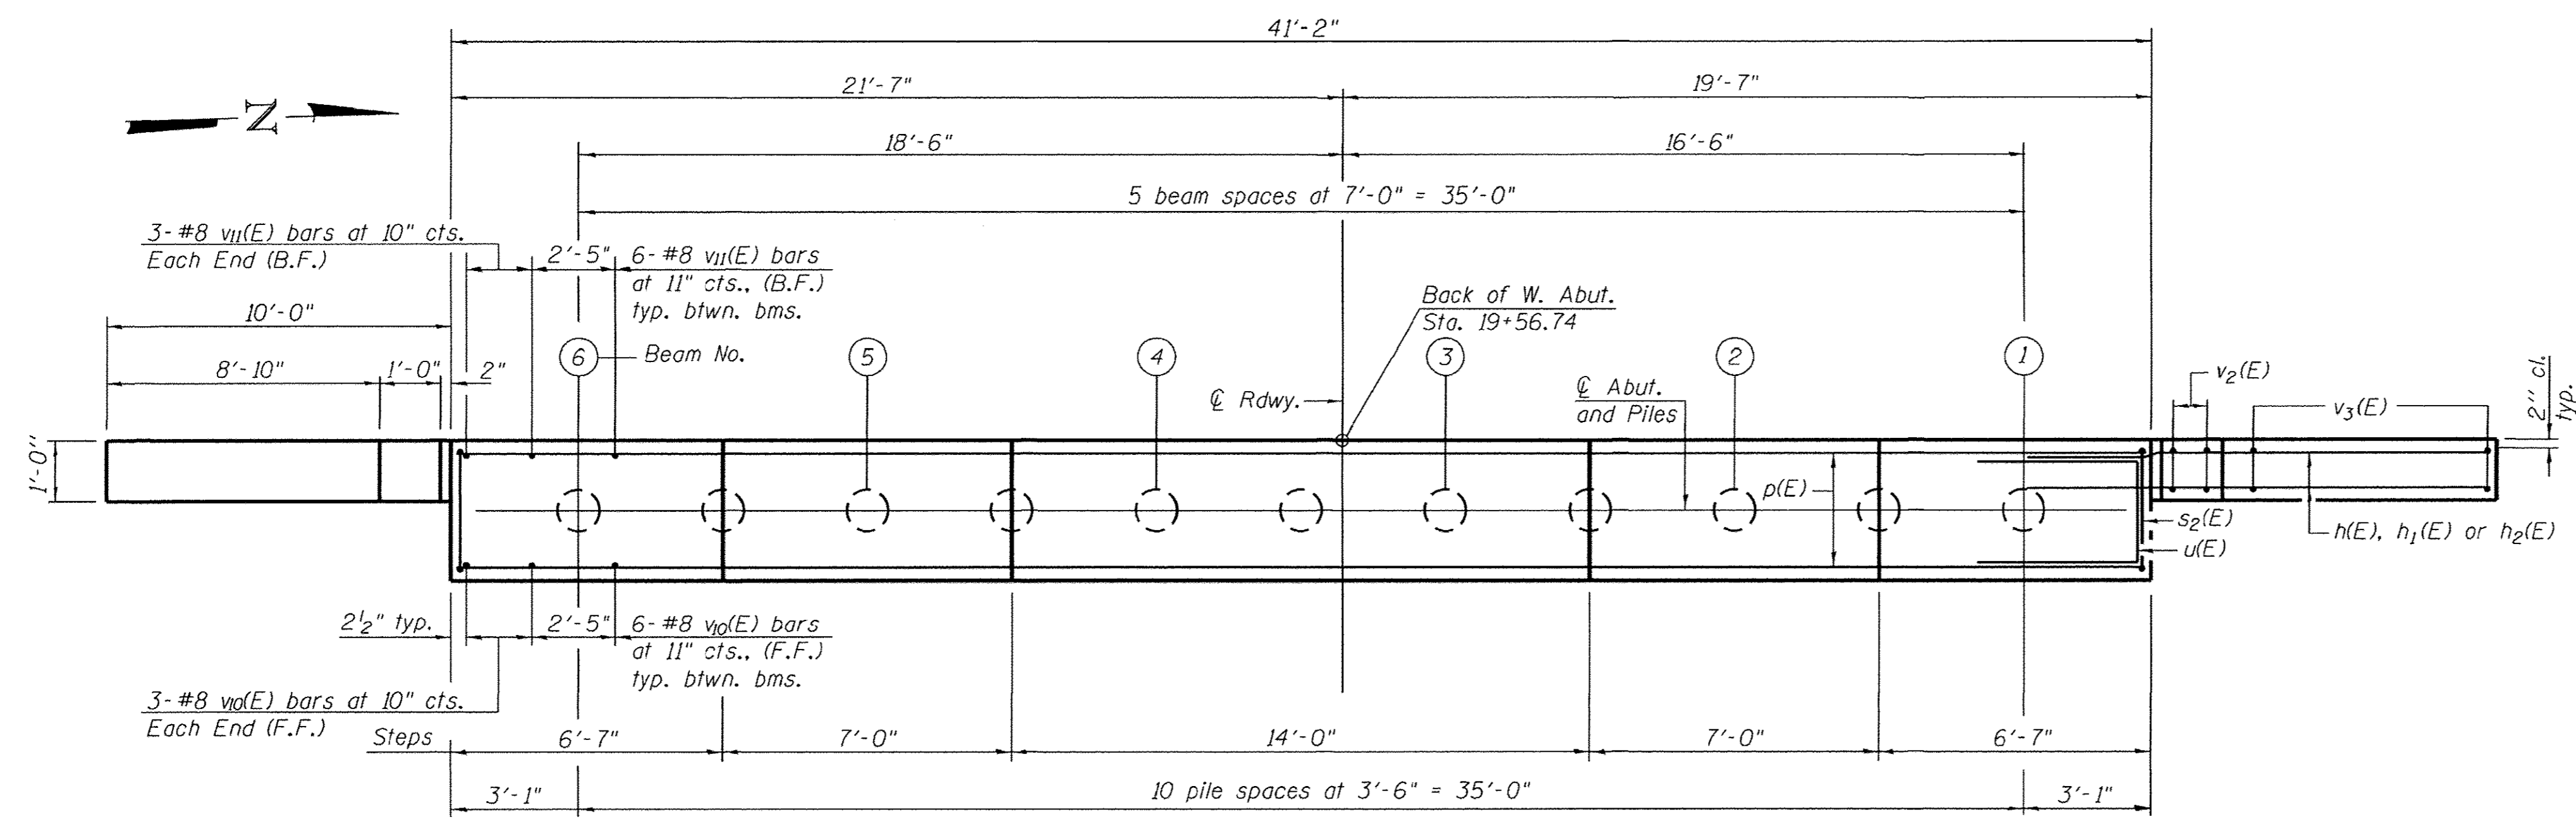 41'-2"
21'-7"
19'-7"
N
18'-6"
16'-6"
5 beam spaces at 7'-0" = 35'-0"
3-#8 v11(E) bars at 10" cts.
Each End (B.F.)
2'-5"
6-#8 v11(E) bars
at 11" cts., (B.F.)
typ. btwn. bms.
Back of W. Abut.
Sta. 19+56.74
10'-0"
6
Beam No.
5
4
3
2
1
8'-10"
1'-0"
2"
℄ Rdwy.
℄ Abut.
and Piles
v2(E)
v3(E)
2" cl.
typ.
1'-0"
p(E)
s2(E)
u(E)
h(E), h1(E) or h2(E)
2½" typ.
2'-5"
6-#8 v10(E) bars
at 11" cts., (F.F.)
typ. btwn. bms.
3-#8 v10(E) bars at 10" cts.
Each End (F.F.)
Steps
6'-7"
7'-0"
14'-0"
7'-0"
6'-7"
3'-1"
10 pile spaces at 3'-6" = 35'-0"
3'-1"